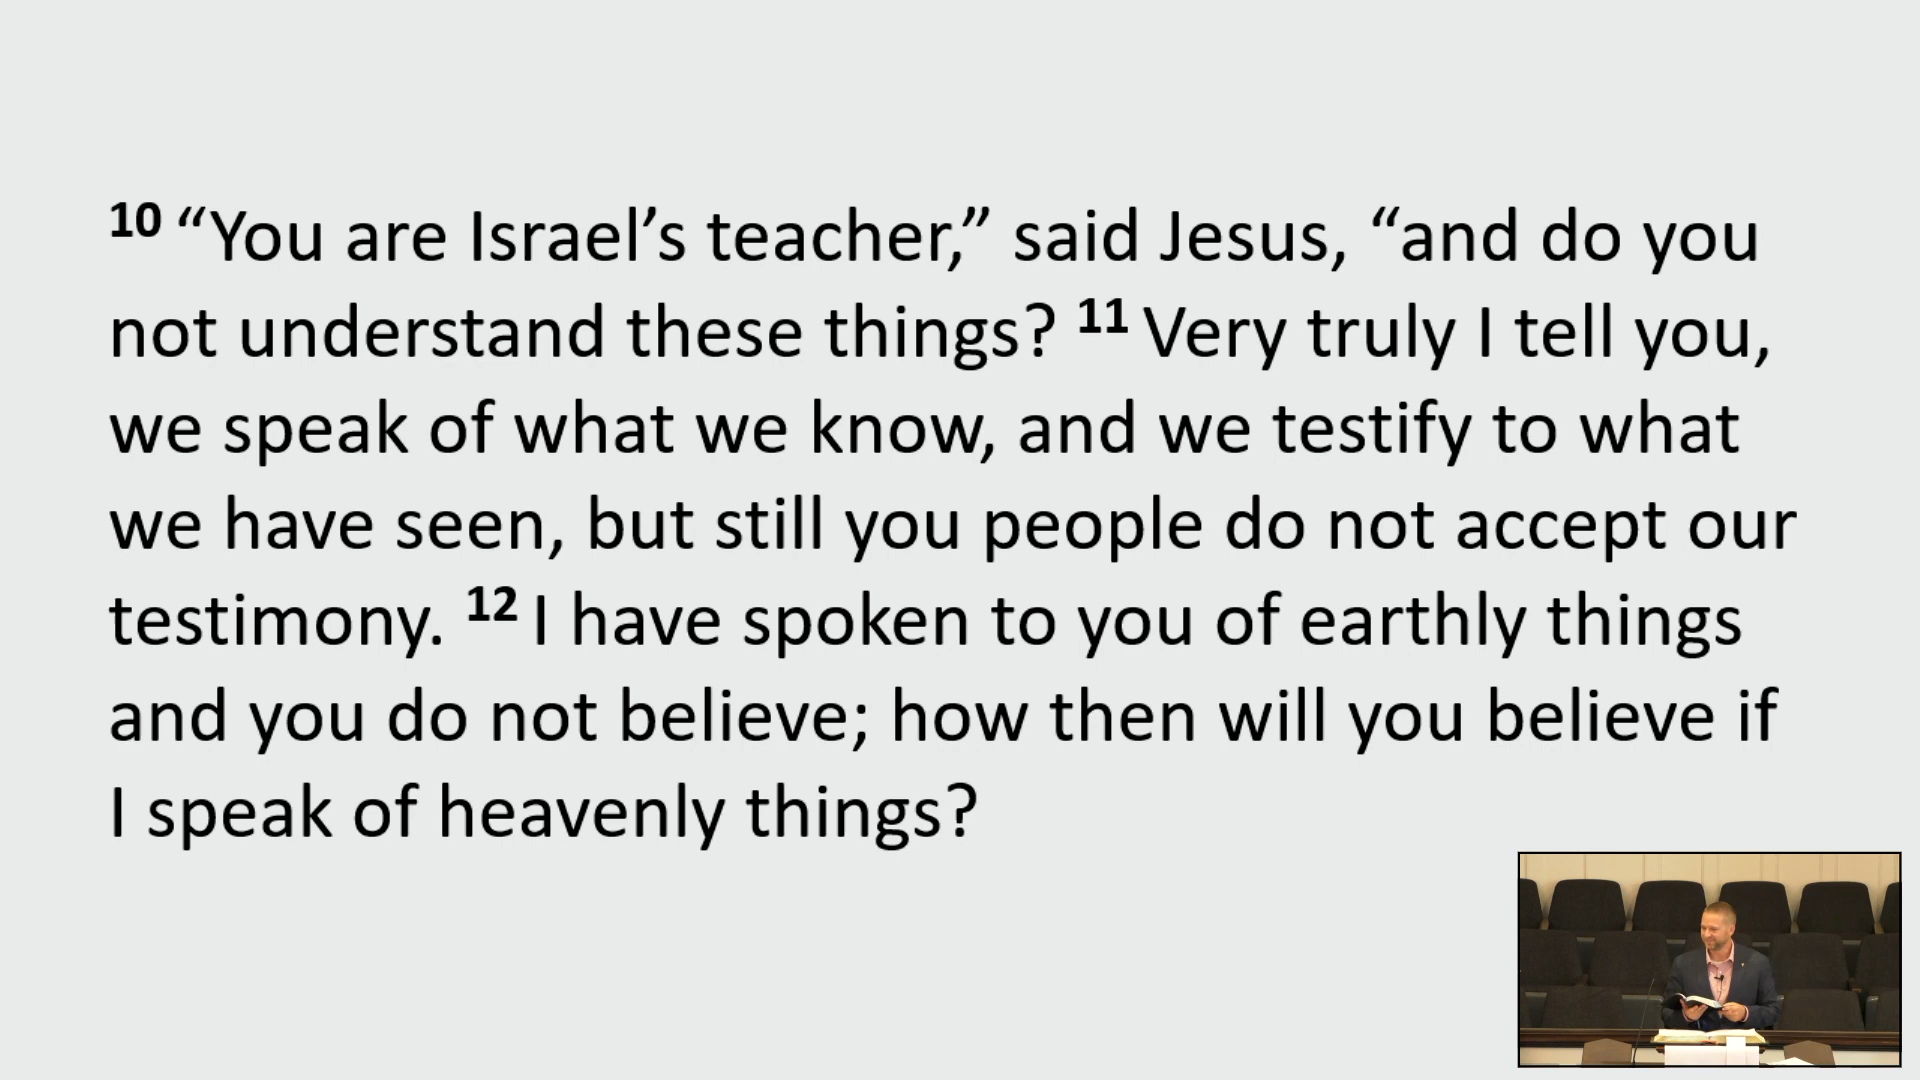 10 “You are Israel’s teacher,” said Jesus, “and do you
not understand these things? 11 Very truly I tell you,
we speak of what we know, and we testify to what
we have seen, but still you people do not accept our
testimony. 12 I have spoken to you of earthly things
and you do not believe; how then will you believe if
I speak of heavenly things?